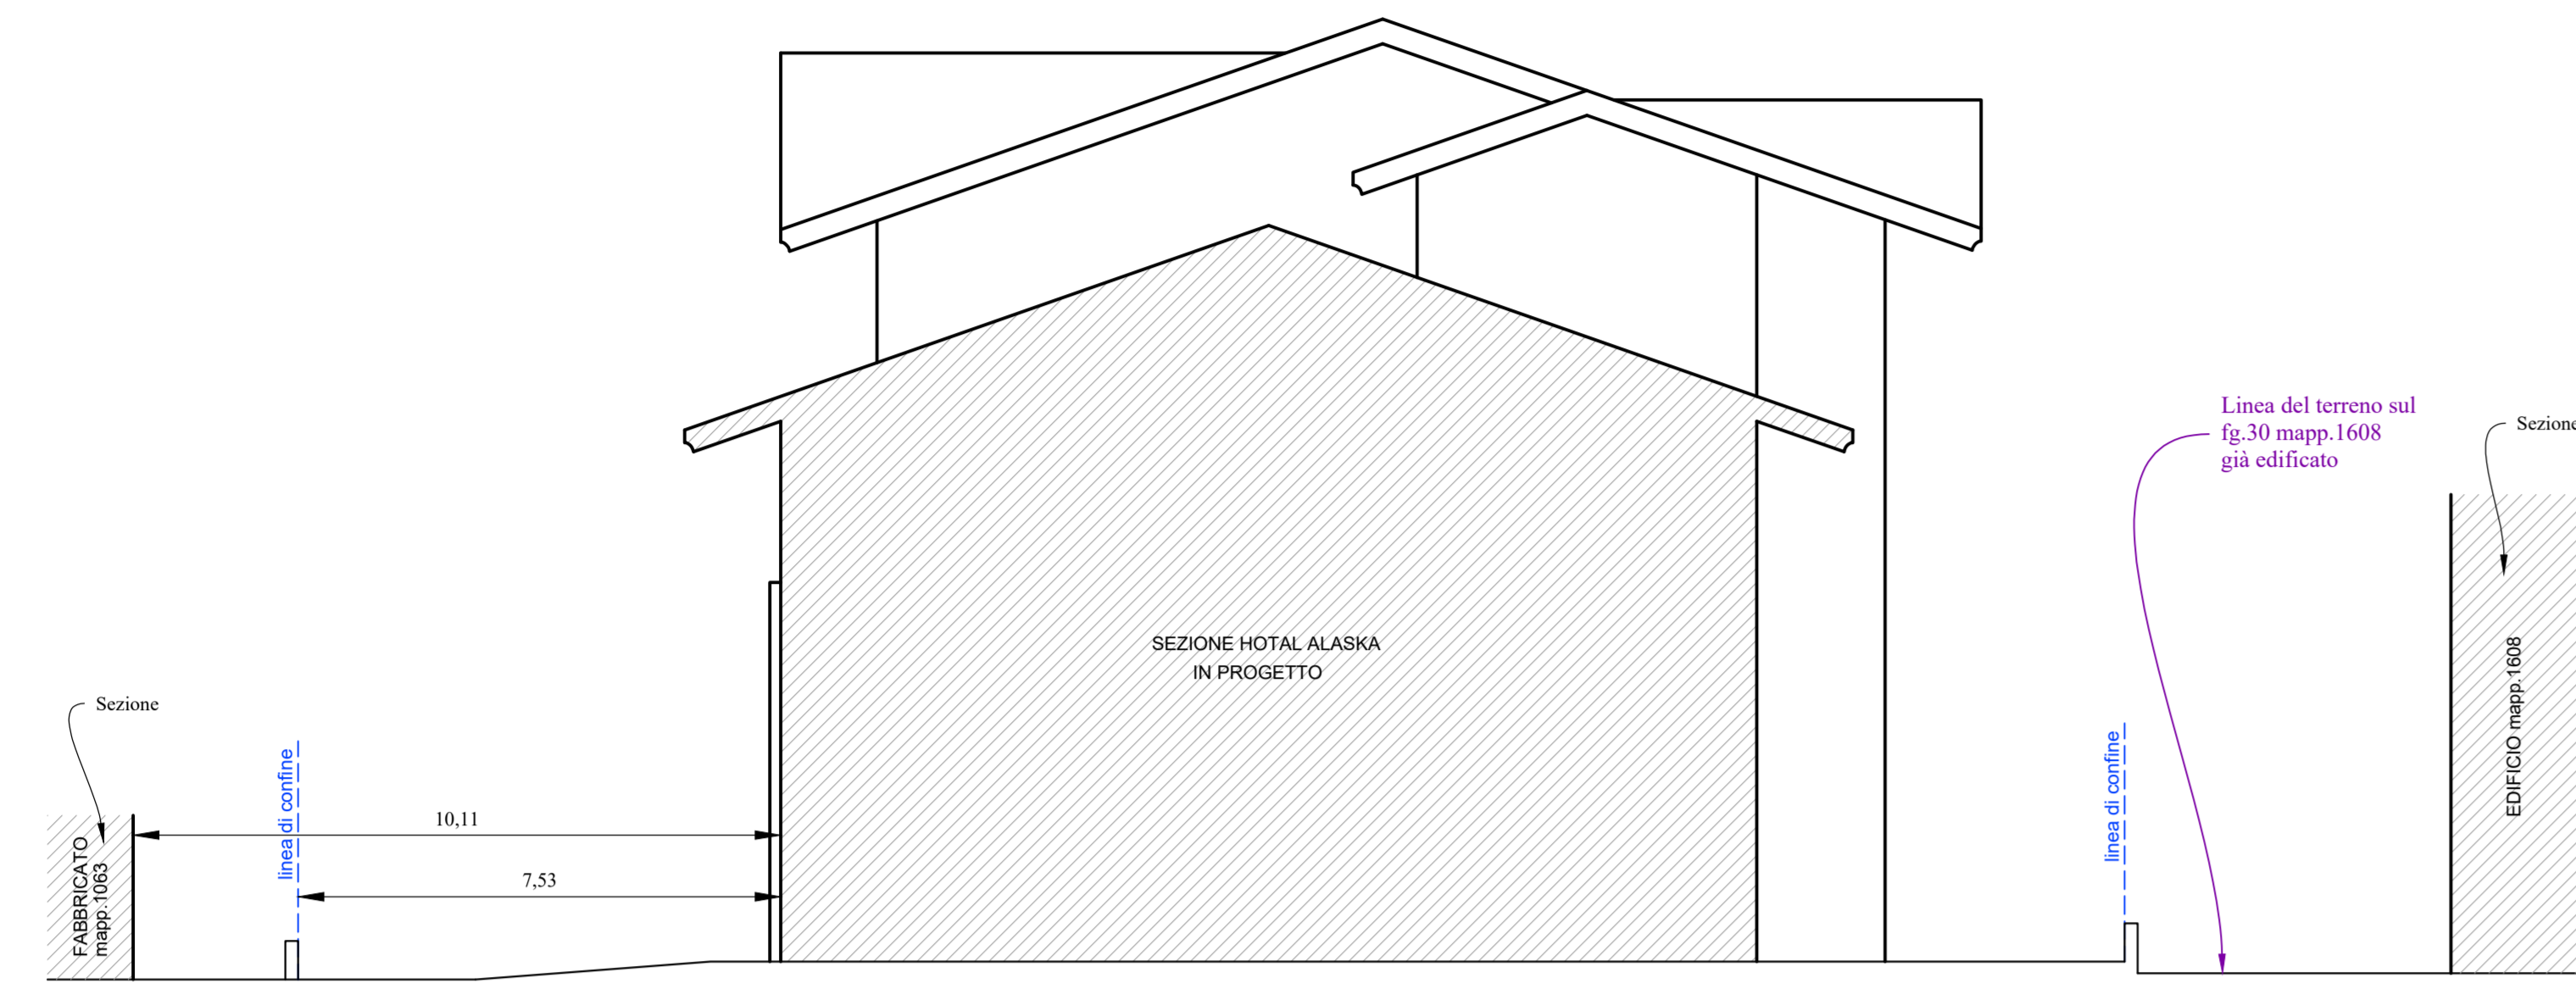 Linea del terreno sul
fg.30 mapp.1608
già edificato
Sezione
SEZIONE HOTAL ALASKA
IN PROGETTO
EDIFICIO mapp.1608
Sezione
linea di confine
linea di confine
10,11
7,53
FABBRICATO
mapp.1063